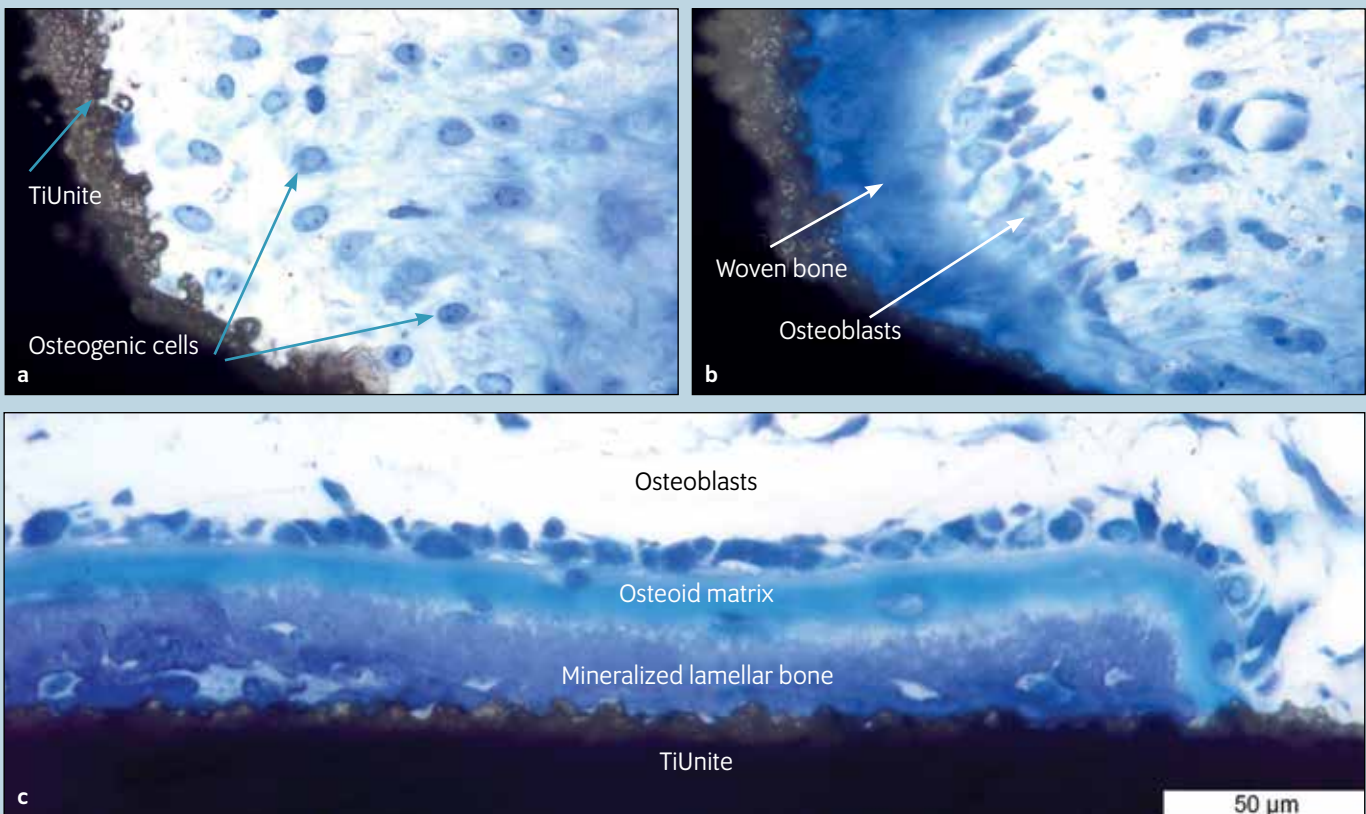 TiUnite
Osteogenic cells
a
Woven bone
Osteoblasts
b
Osteoblasts
Osteoid matrix
Mineralized lamellar bone
TiUnite
c
50 µm